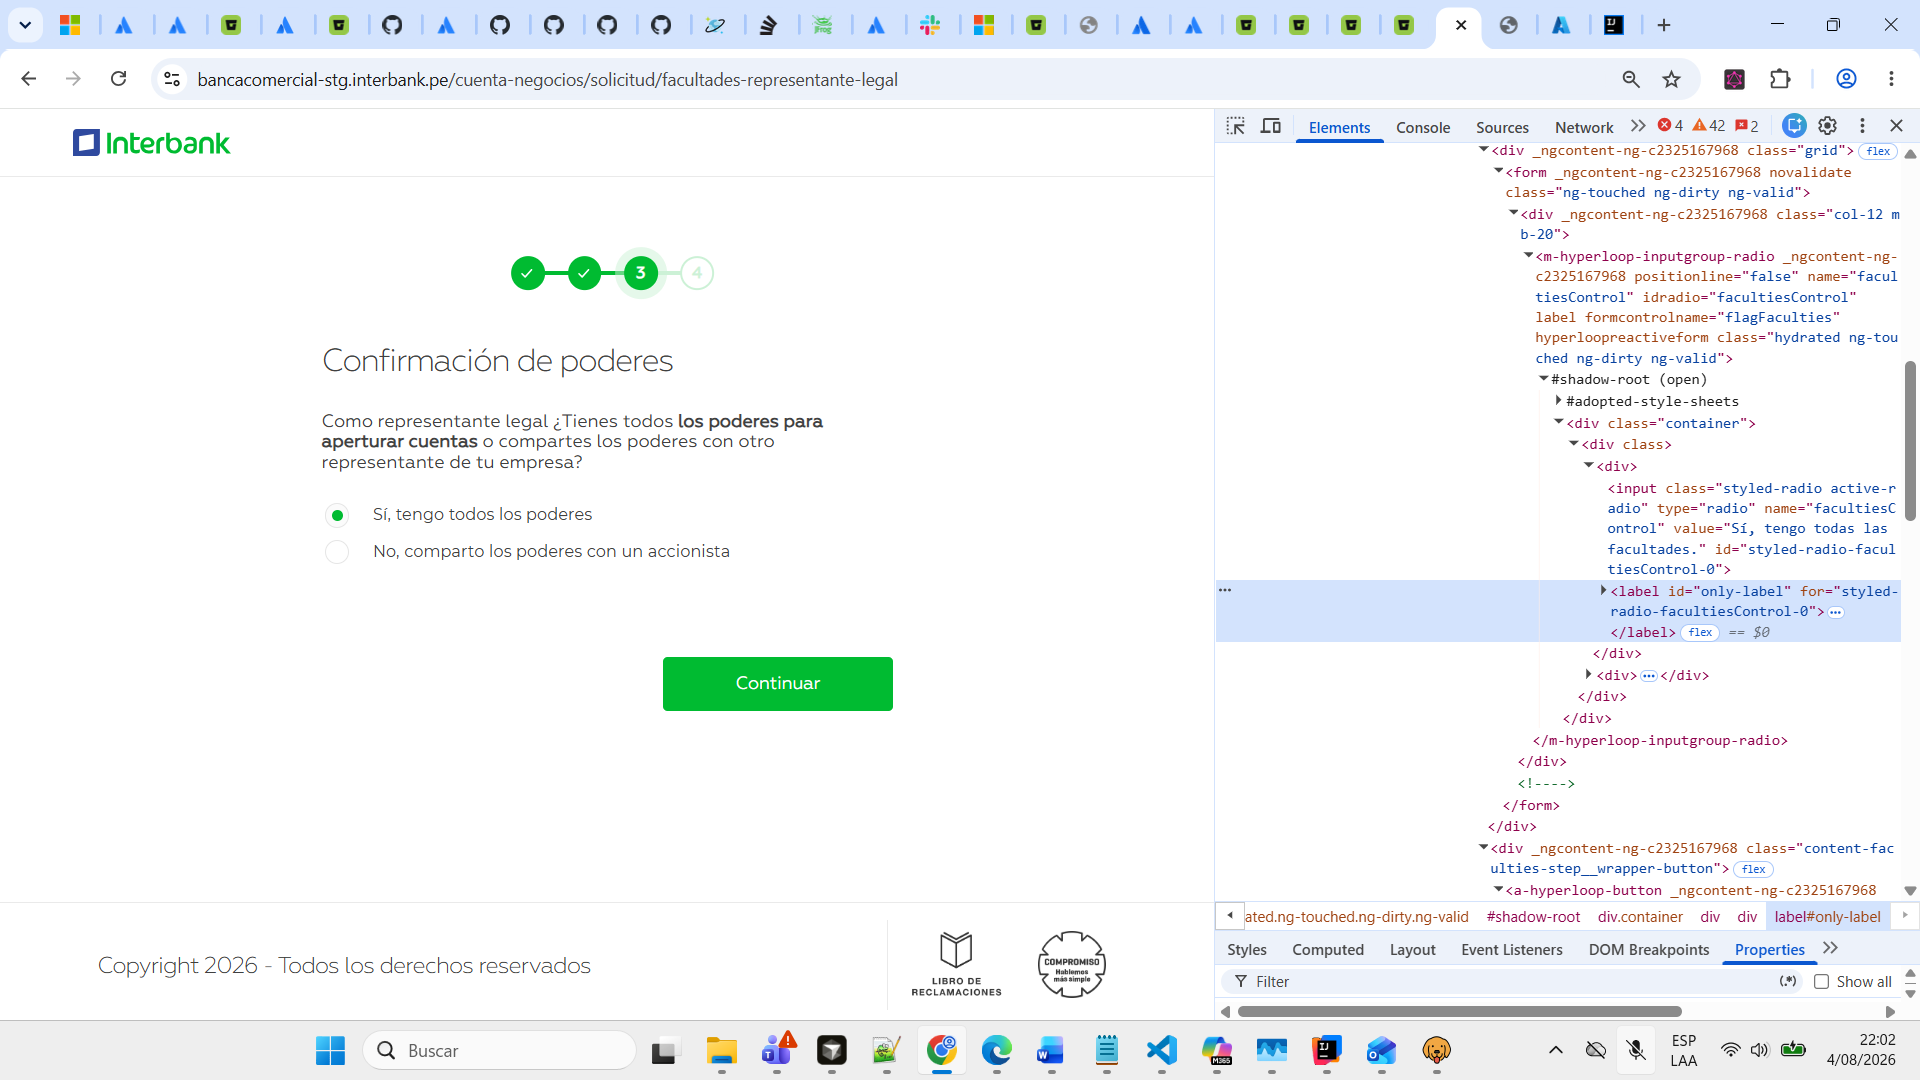 bancacomercial-stg.interbank.pe/cuenta-negocios/solicitud/facultades-representante-legal
Interbank
3
4
Confirmación de poderes
Como representante legal ¿Tienes todos los poderes para
aperturar cuentas o compartes los poderes con otro
representante de tu empresa?
Sí, tengo todos los poderes
No, comparto los poderes con un accionista
Continuar
Copyright 2026 - Todos los derechos reservados
LIBRO DE
RECLAMACIONES
COMPROMISO
Hablemos
más simple
Elements
Console
Sources
Network
4
42
2
<div _ngcontent-ng-c2325167968 class="grid"> flex
<form _ngcontent-ng-c2325167968 novalidate
class="ng-touched ng-dirty ng-valid">
<div _ngcontent-ng-c2325167968 class="col-12 m
b-20">
<m-hyperloop-inputgroup-radio _ngcontent-ng-
c2325167968 positionline="false" name="facul
tiesControl" idradio="facultiesControl"
label formcontrolname="flagFaculties"
hyperloopreactiveform class="hydrated ng-tou
ched ng-dirty ng-valid">
#shadow-root (open)
#adopted-style-sheets
<div class="container">
<div class>
<div>
<input class="styled-radio active-r
adio" type="radio" name="facultiesC
ontrol" value="Sí, tengo todas las
facultades." id="styled-radio-facul
tiesControl-0">
<label id="only-label" for="styled-
radio-facultiesControl-0">
</label> flex == $0
</div>
<div> </div>
</div>
</div>
</m-hyperloop-inputgroup-radio>
</div>
<!---->
</form>
</div>
<div _ngcontent-ng-c2325167968 class="content-fac
ulties-step__wrapper-button"> flex
<a-hyperloop-button _ngcontent-ng-c2325167968
ated.ng-touched.ng-dirty.ng-valid #shadow-root div.container div div label#only-label
Styles Computed Layout Event Listeners DOM Breakpoints Properties
Filter
(.*)
Show all
Buscar
M365
ESP
LAA
22:02
4/08/2026